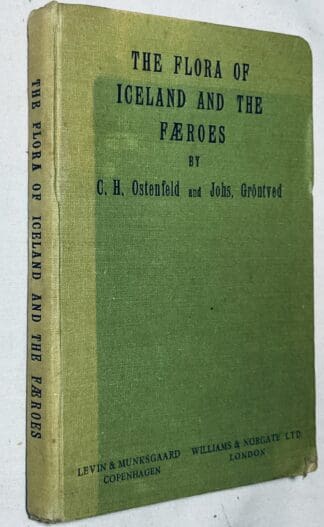 THE FLORA OF ICELAND AND THE FÆROES
THE FLORA OF
ICELAND AND THE
FÆROES
BY
C. H. Ostenfeld and Johs. Gröntved
LEVIN & MUNKSGAARD
COPENHAGEN
WILLIAMS & NORGATE LTD.
LONDON